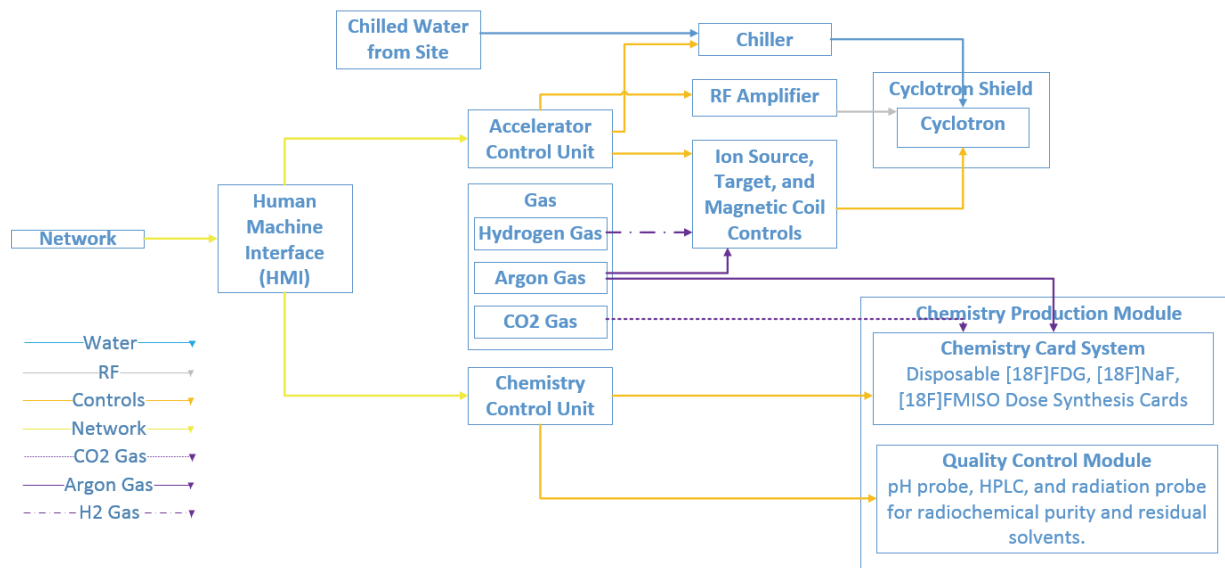 Chilled Water
from Site
Chiller
RF Amplifier
Cyclotron Shield
Cyclotron
Accelerator
Control Unit
Ion Source,
Target, and
Magnetic Coil
Controls
Gas
Hydrogen Gas
Argon Gas
CO2 Gas
Network
Human
Machine
Interface
(HMI)
Chemistry
Control Unit
Chemistry Production Module
Chemistry Card System
Disposable [18F]FDG, [18F]NaF,
[18F]FMISO Dose Synthesis Cards
Quality Control Module
pH probe, HPLC, and radiation probe
for radiochemical purity and residual
solvents.
Water
RF
Controls
Network
CO2 Gas
Argon Gas
H2 Gas